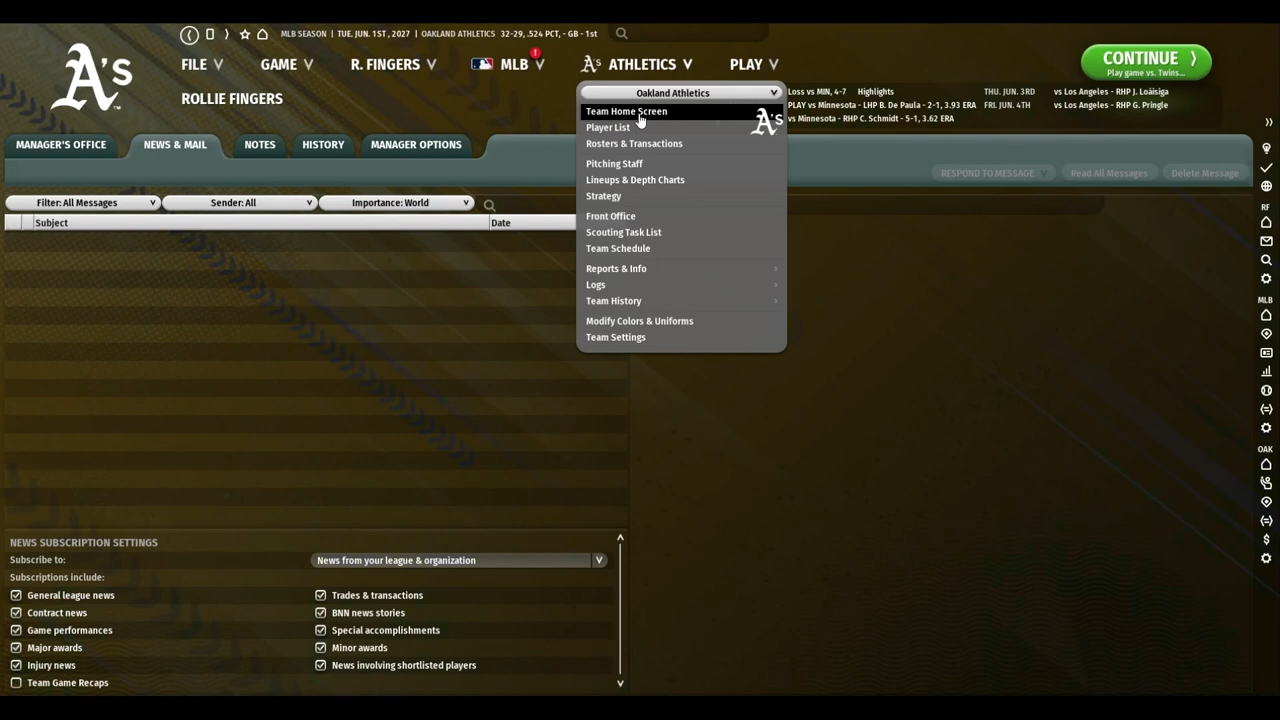 MLB SEASON | TUE. JUN. 1ST , 2027 | OAKLAND ATHLETICS 32-29, .524 PCT, - GB - 1st
A's
FILE GAME R. FINGERS MLB ! A's ATHLETICS PLAY
CONTINUE
Play game vs. Twins...
ROLLIE FINGERS
Oakland Athletics
Loss vs MIN, 4-7 Highlights THU. JUN. 3RD vs Los Angeles - RHP J. Loáisiga
PLAY vs Minnesota - LHP B. De Paula - 2-1, 3.93 ERA FRI. JUN. 4TH vs Los Angeles - RHP G. Pringle
vs Minnesota - RHP C. Schmidt - 5-1, 3.62 ERA
Team Home Screen
A's
Player List
Rosters & Transactions
Pitching Staff
Lineups & Depth Charts
Strategy
Front Office
Scouting Task List
Team Schedule
Reports & Info
Logs
Team History
Modify Colors & Uniforms
Team Settings
MANAGER'S OFFICE NEWS & MAIL NOTES HISTORY MANAGER OPTIONS
RESPOND TO MESSAGE Read All Messages Delete Message
Filter: All Messages Sender: All Importance: World
Subject Date
RF
MLB
OAK
NEWS SUBSCRIPTION SETTINGS
Subscribe to: News from your league & organization
Subscriptions include:
General league news Trades & transactions
Contract news BNN news stories
Game performances Special accomplishments
Major awards Minor awards
Injury news News involving shortlisted players
Team Game Recaps